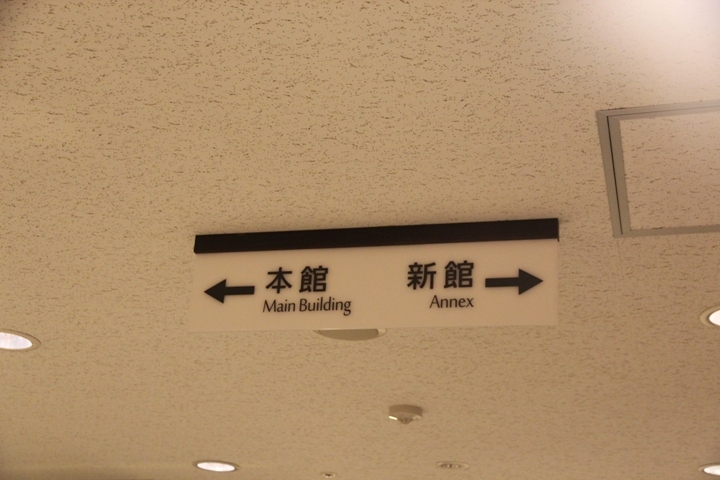 ← 本館
Main Building
新館 →
Annex